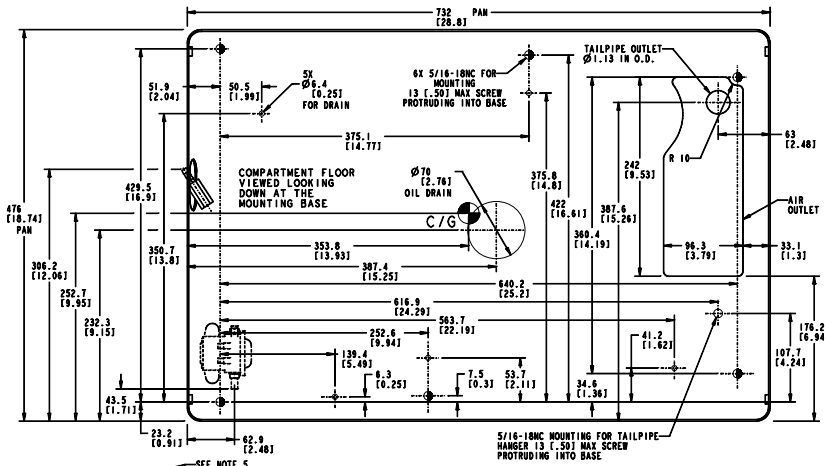 732 PAN
[28.8]
TAILPIPE OUTLET
Ø1.13 IN O.D.
51.9
[2.04]
50.5
[1.99]
5X
Ø6.4
[0.25]
FOR DRAIN
6X 5/16-18NC FOR
MOUNTING
13 [.50] MAX SCREW
PROTRUDING INTO BASE
375.1
[14.77]
63
[2.48]
R 10
242
[9.53]
429.5
[16.9]
COMPARTMENT FLOOR
VIEWED LOOKING
DOWN AT THE
MOUNTING BASE
Ø70
[2.76]
OIL DRAIN
375.8
[14.8]
422
[16.61]
387.6
[15.26]
360.4
[14.19]
AIR
OUTLET
476
[18.74]
PAN
350.7
[13.8]
C/G
306.2
[12.06]
353.8
[13.93]
96.3
[3.79]
33.1
[1.3]
387.4
[15.25]
252.7
[9.95]
640.2
[25.2]
616.9
[24.29]
232.3
[9.15]
563.7
[22.19]
252.6
[9.94]
176.2
[6.94]
139.4
[5.49]
41.2
[1.62]
107.7
[4.24]
6.3
[0.25]
7.5
[0.3]
53.7
[2.11]
34.6
[1.36]
43.5
[1.71]
23.2
[0.91]
62.9
[2.48]
5/16-18NC MOUNTING FOR TAILPIPE
HANGER 13 [.50] MAX SCREW
PROTRUDING INTO BASE
SEE NOTE 5